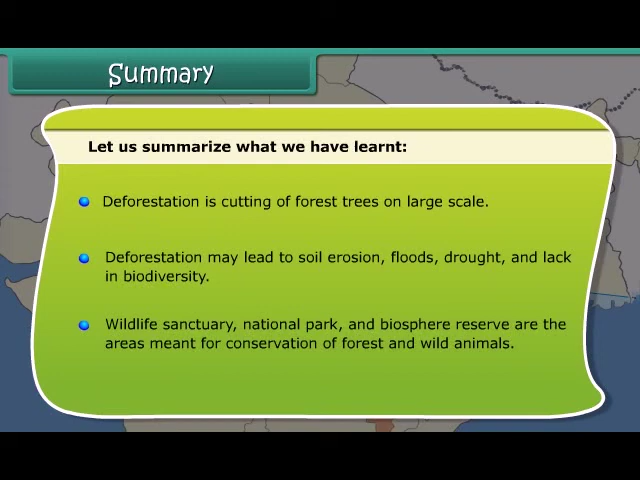 Summary
Let us summarize what we have learnt:
Deforestation is cutting of forest trees on large scale.
Deforestation may lead to soil erosion, floods, drought, and lack
in biodiversity.
Wildlife sanctuary, national park, and biosphere reserve are the
areas meant for conservation of forest and wild animals.